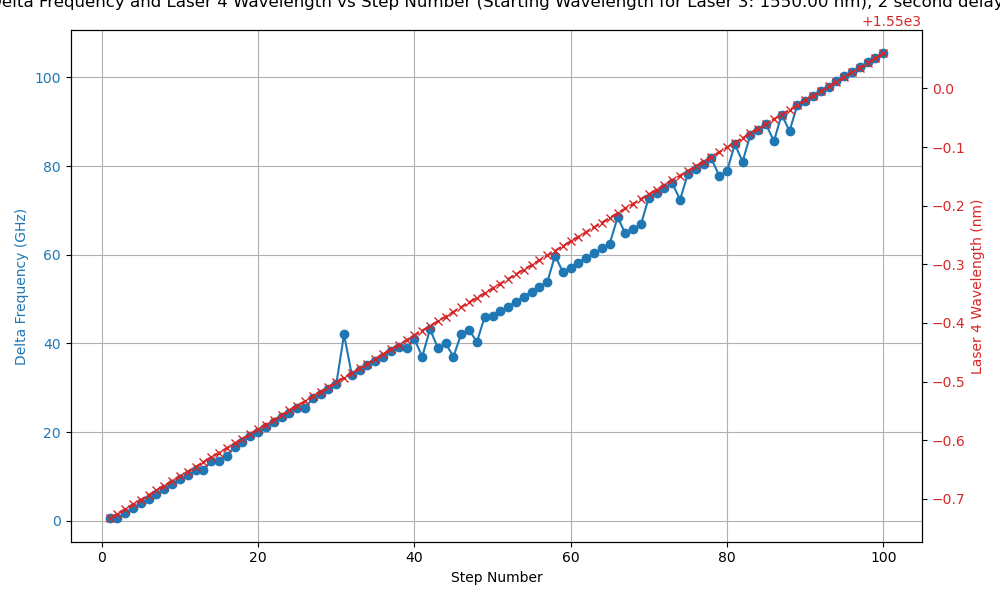 elta Frequency and Laser 4 Wavelength vs Step Number (Starting Wavelength for Laser 3: 1550.00 nm), 2 second delay
+1.55e3
100
80
60
40
20
0
Delta Frequency (GHz)
0.0
−0.1
−0.2
−0.3
−0.4
−0.5
−0.6
−0.7
Laser 4 Wavelength (nm)
0 20 40 60 80 100
Step Number